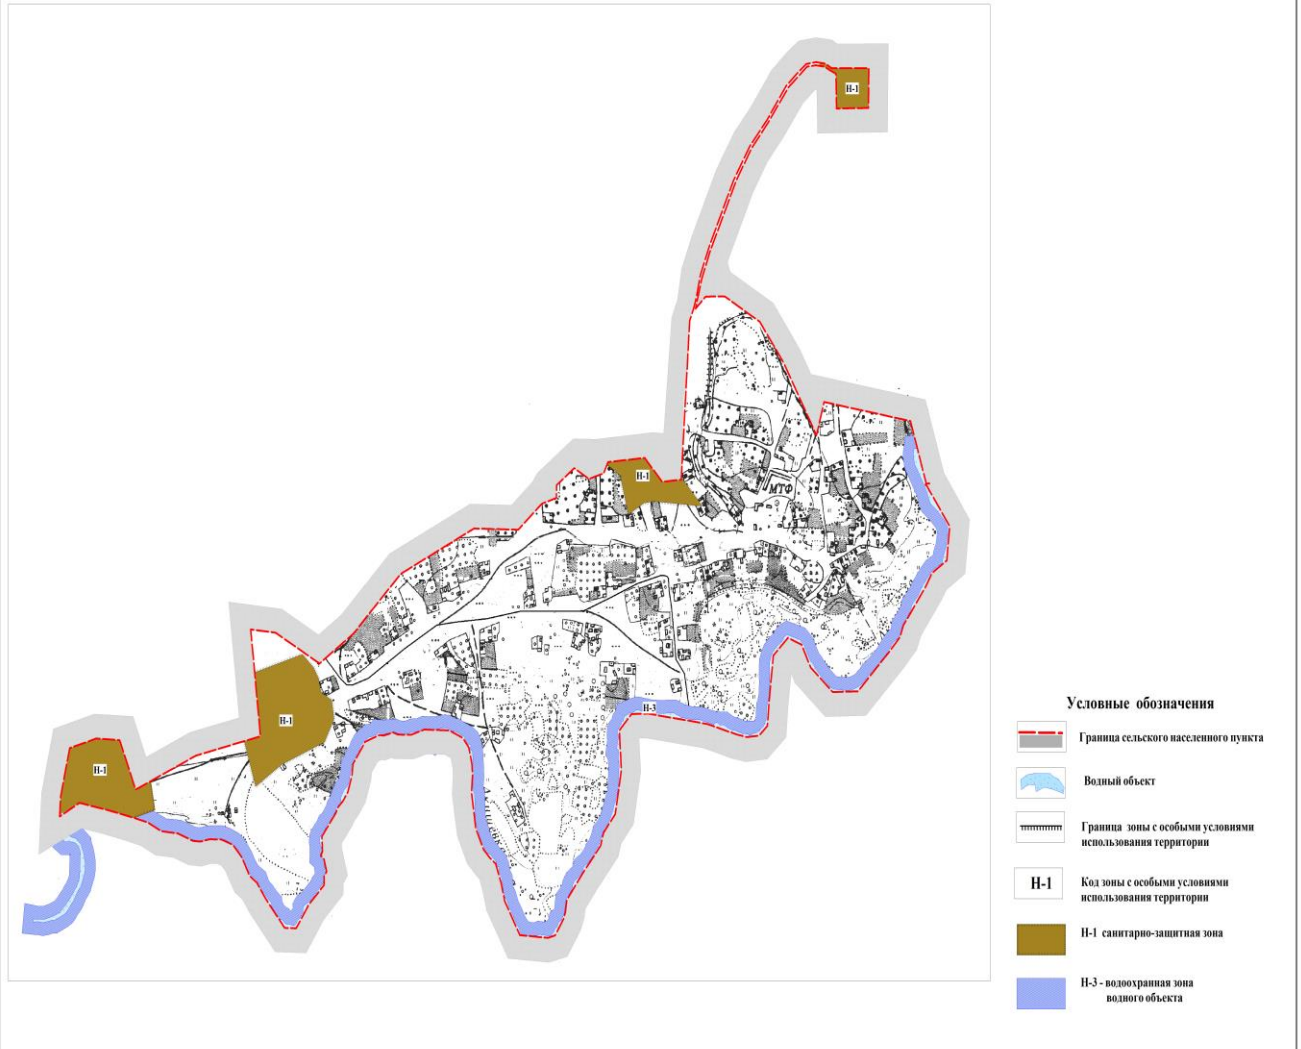 Н-1
Н-1
МТФ
Н-3
Н-1
Н-1
Условные обозначения
Граница сельского населенного пункта
Водный объект
Граница зоны с особыми условиями
использования территории
Н-1
Код зоны с особыми условиями
использования территории
Н-1 санитарно-защитная зона
Н-3 - водоохранная зона
водного объекта